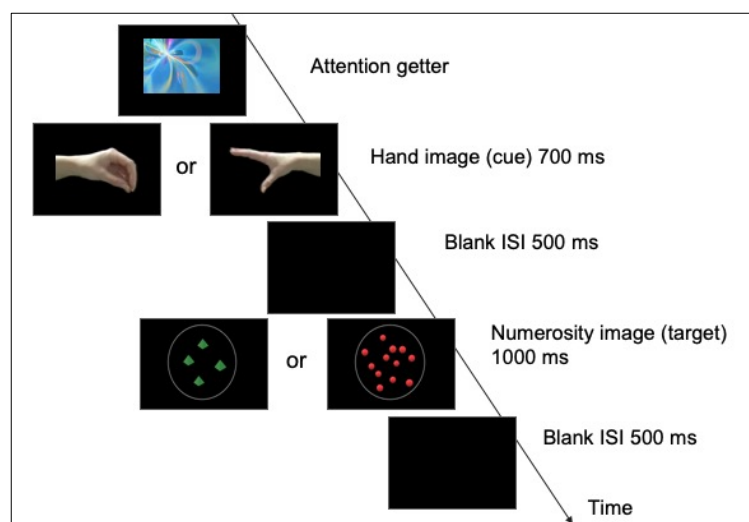 Attention getter
or
Hand image (cue) 700 ms
Blank ISI 500 ms
or
Numerosity image (target)
1000 ms
Blank ISI 500 ms
Time